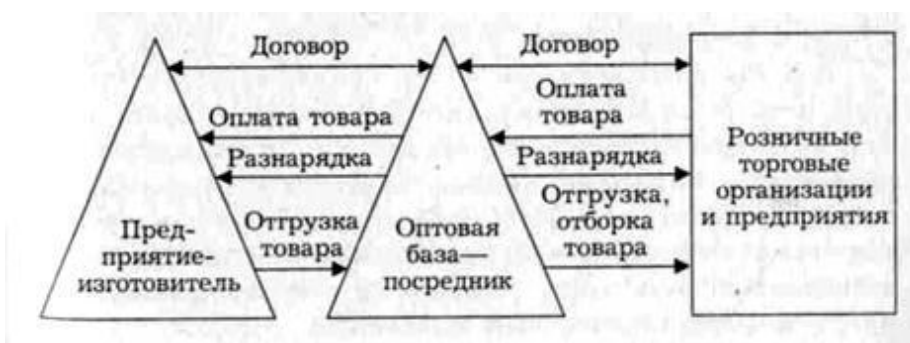 Договор
Договор
Оплата товара
Оплата
товара
Разнарядка
Разнарядка
Отгрузка
товара
Отгрузка,
отборка
товара
Пред-
приятие-
изготовитель
Оптовая
база—
посредник
Розничные
торговые
организации
и предприятия